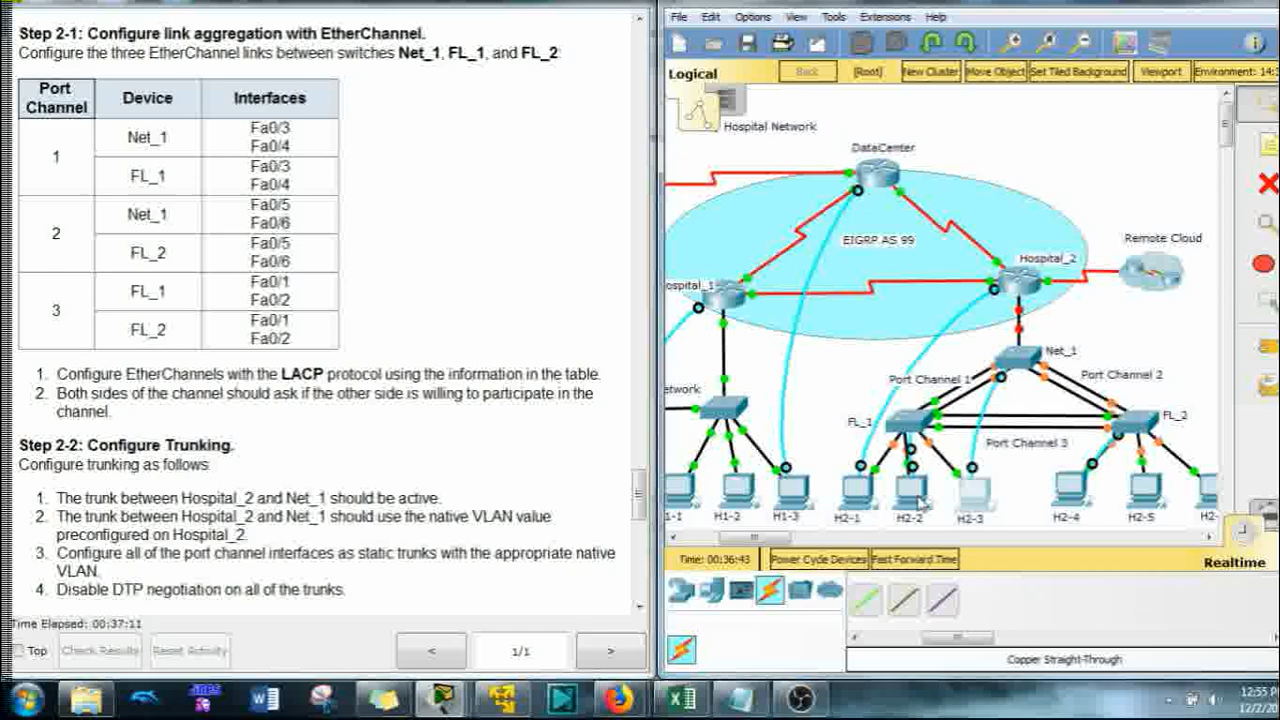 Step 2-1: Configure link aggregation with EtherChannel.
Configure the three EtherChannel links between switches Net_1, FL_1, and FL_2:
Port Channel Device Interfaces
1 Net_1 Fa0/3
Fa0/4
FL_1 Fa0/3
Fa0/4
2 Net_1 Fa0/5
Fa0/6
FL_2 Fa0/5
Fa0/6
3 FL_1 Fa0/1
Fa0/2
FL_2 Fa0/1
Fa0/2
1. Configure EtherChannels with the LACP protocol using the information in the table.
2. Both sides of the channel should ask if the other side is willing to participate in the
channel.
Step 2-2: Configure Trunking.
Configure trunking as follows:
1. The trunk between Hospital_2 and Net_1 should be active.
2. The trunk between Hospital_2 and Net_1 should use the native VLAN value
preconfigured on Hospital_2.
3. Configure all of the port channel interfaces as static trunks with the appropriate native
VLAN.
4. Disable DTP negotiation on all of the trunks.
Time Elapsed: 00:37:11
Top Check Results Reset Activity < 1/1 >
File Edit Options View Tools Extensions Help
Logical Back [Root] New Cluster Move Object Set Tiled Background Viewport Environment: 14:
Hospital Network
DataCenter
EIGRP AS 99
Remote Cloud
Hospital_2
ospital_1
Net_1
Port Channel 1
Port Channel 2
etwork
FL_1
FL_2
Port Channel 3
1-1 H1-2 H1-3 H2-1 H2-2 H2-3 H2-4 H2-5 H2-
Time: 00:36:43 Power Cycle Devices Fast Forward Time
Realtime
Copper Straight-Through
12:55 P
12/2/20